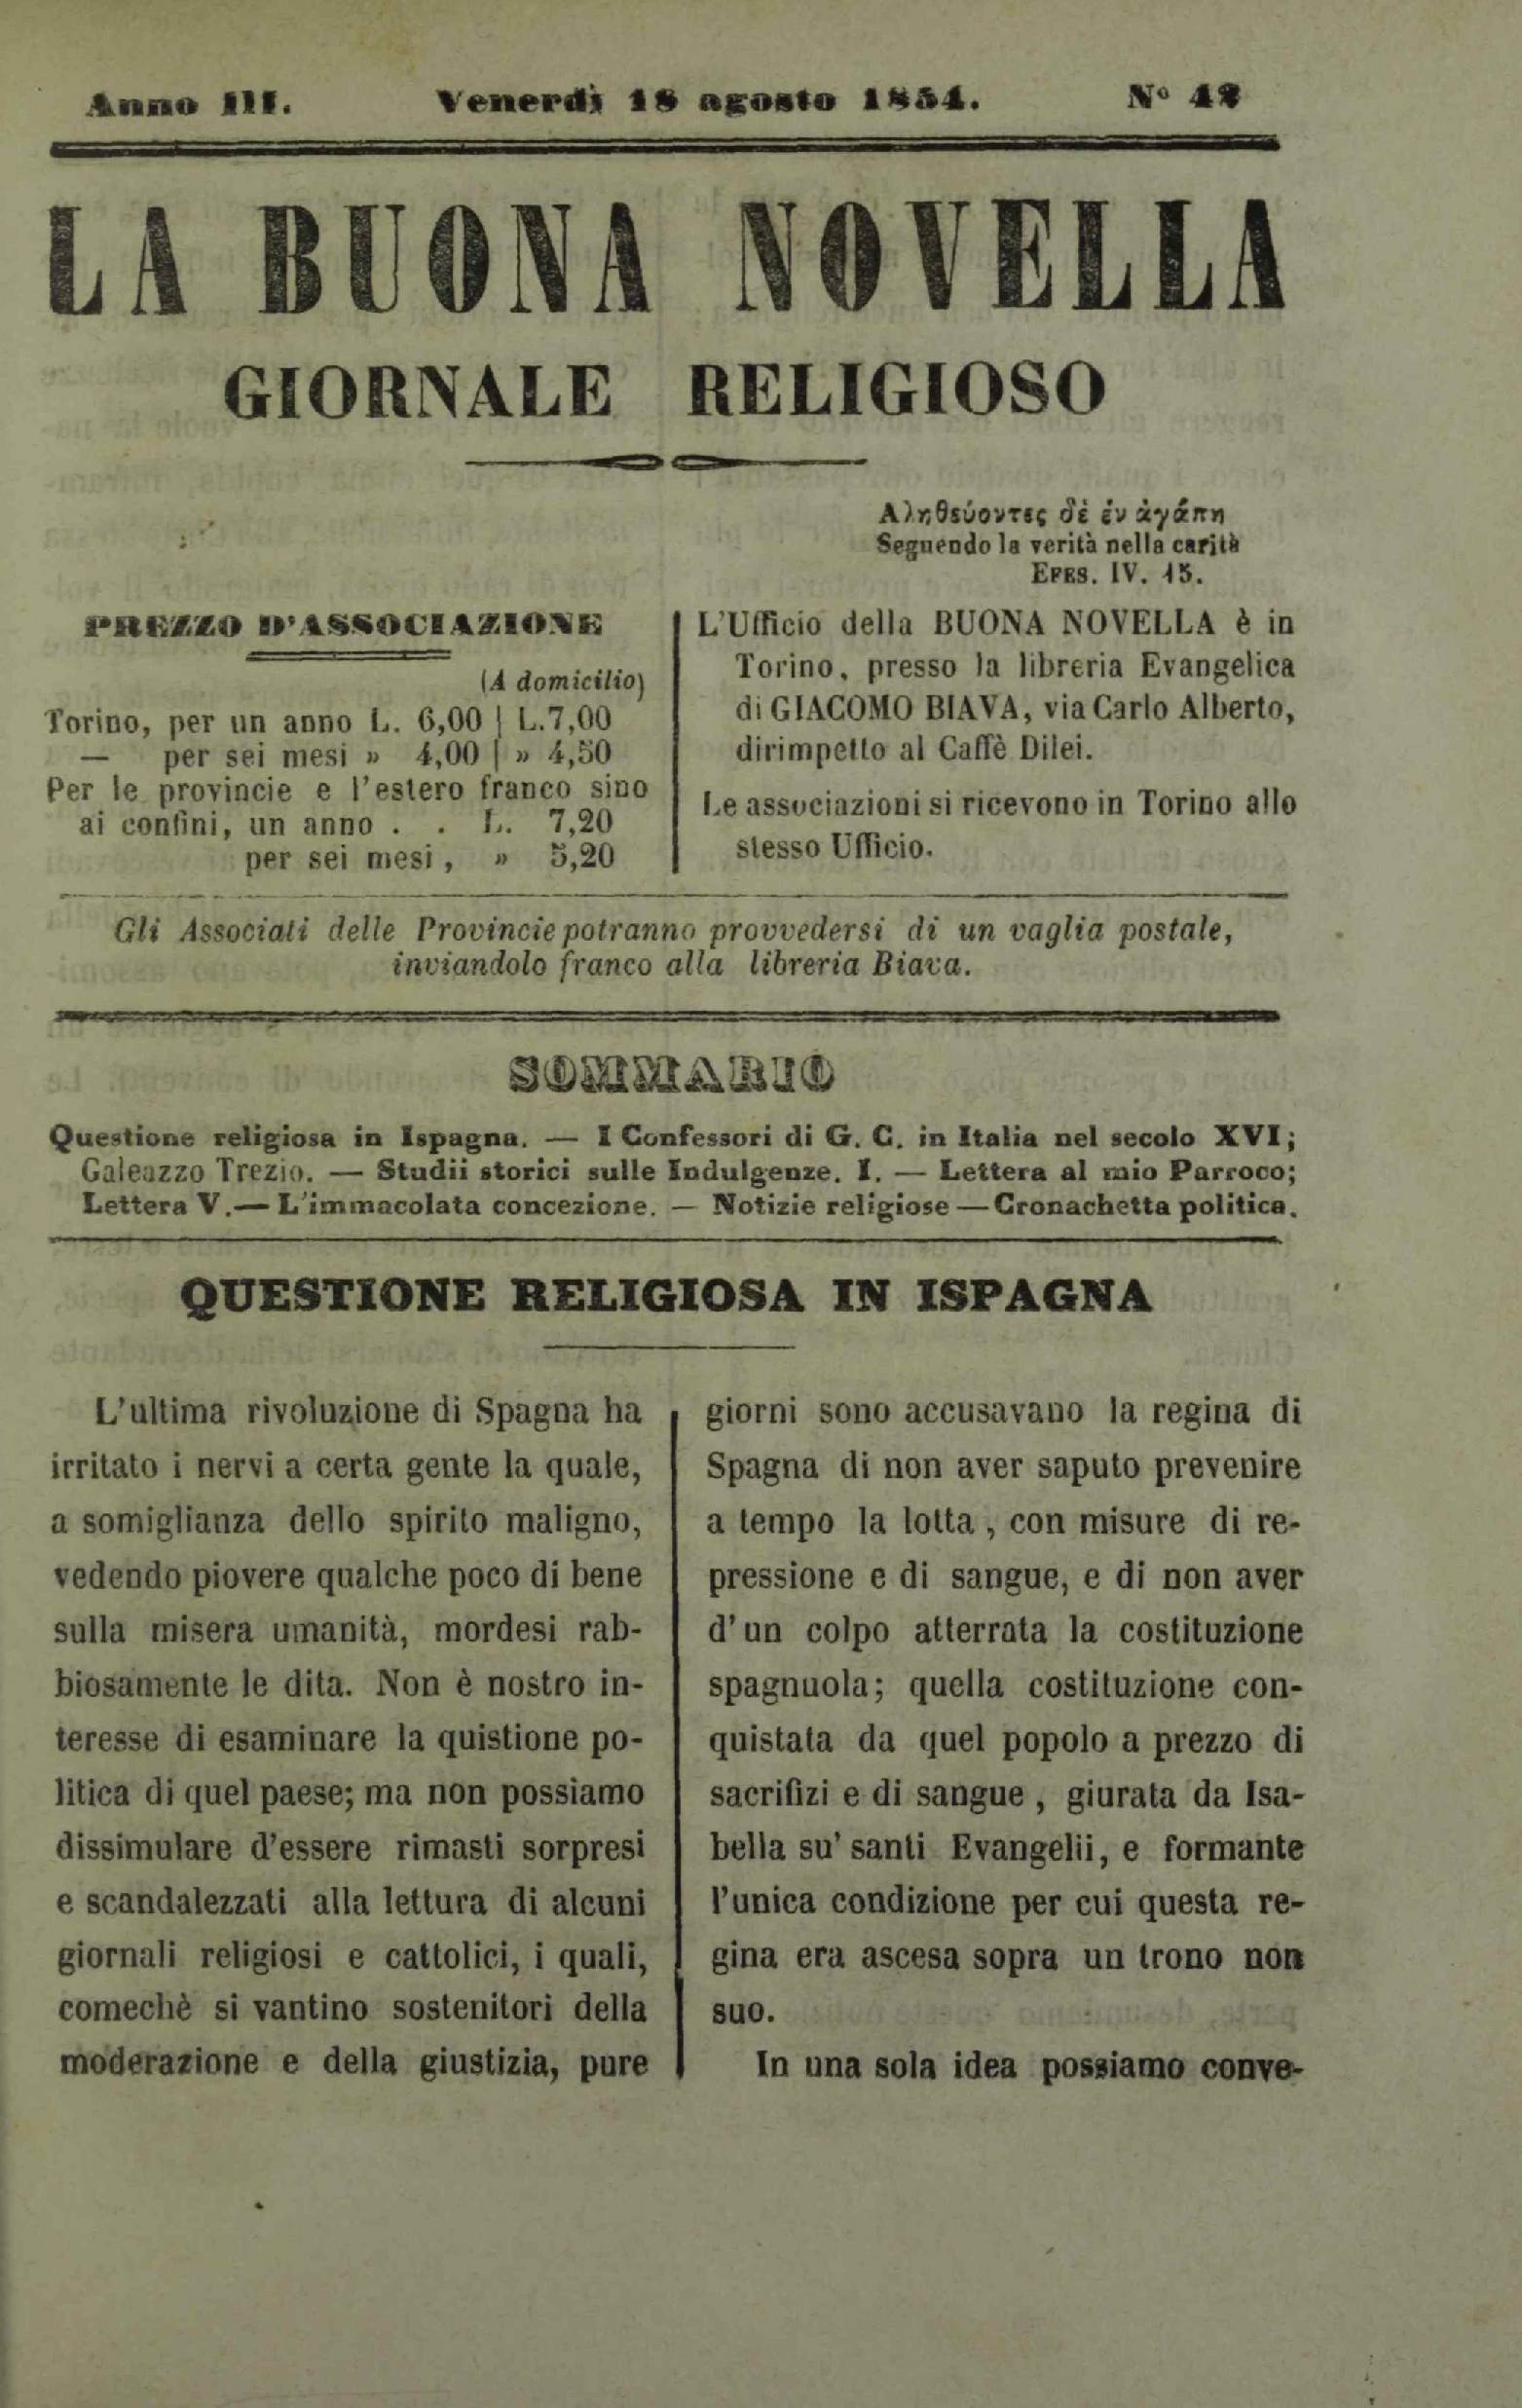 Anno III. Venerdì 18 agosto 1854. N° 42
LA BUONA NOVELLA
GIORNALE RELIGIOSO
Αληθεύοντες δὲ ἐν ἀγάπη
Seguendo la verità nella carità
EFES. IV. 15.
PREZZO D'ASSOCIAZIONE
(A domicilio)
Torino, per un anno L. 6,00 | L.7,00
— per sei mesi » 4,00 | » 4,50
Per le provincie e l'estero franco sino
ai confini, un anno . . L. 7,20
per sei mesi, » 5,20
L'Ufficio della BUONA NOVELLA è in
Torino, presso la libreria Evangelica
di GIACOMO BIAVA, via Carlo Alberto,
dirimpetto al Caffè Dilei.
Le associazioni si ricevono in Torino allo
stesso Ufficio.
Gli Associati delle Provincie potranno provvedersi di un vaglia postale,
inviandolo franco alla libreria Biava.
SOMMARIO
Questione religiosa in Ispagna. — I Confessori di G. C. in Italia nel secolo XVI;
Galeazzo Trezio. — Studii storici sulle Indulgenze. I. — Lettera al mio Parroco;
Lettera V. — L'immacolata concezione. — Notizie religiose — Cronachetta politica.
QUESTIONE RELIGIOSA IN ISPAGNA
L'ultima rivoluzione di Spagna ha
irritato i nervi a certa gente la quale,
a somiglianza dello spirito maligno,
vedendo piovere qualche poco di bene
sulla misera umanità, mordesi rab-
biosamente le dita. Non è nostro in-
teresse di esaminare la quistione po-
litica di quel paese; ma non possiamo
dissimulare d'essere rimasti sorpresi
e scandalezzati alla lettura di alcuni
giornali religiosi e cattolici, i quali,
comechè si vantino sostenitori della
moderazione e della giustizia, pure
giorni sono accusavano la regina di
Spagna di non aver saputo prevenire
a tempo la lotta, con misure di re-
pressione e di sangue, e di non aver
d'un colpo atterrata la costituzione
spagnuola; quella costituzione con-
quistata da quel popolo a prezzo di
sacrifizi e di sangue, giurata da Isa-
bella su' santi Evangelii, e formante
l'unica condizione per cui questa re-
gina era ascesa sopra un trono non
suo.
In una sola idea possiamo conve-